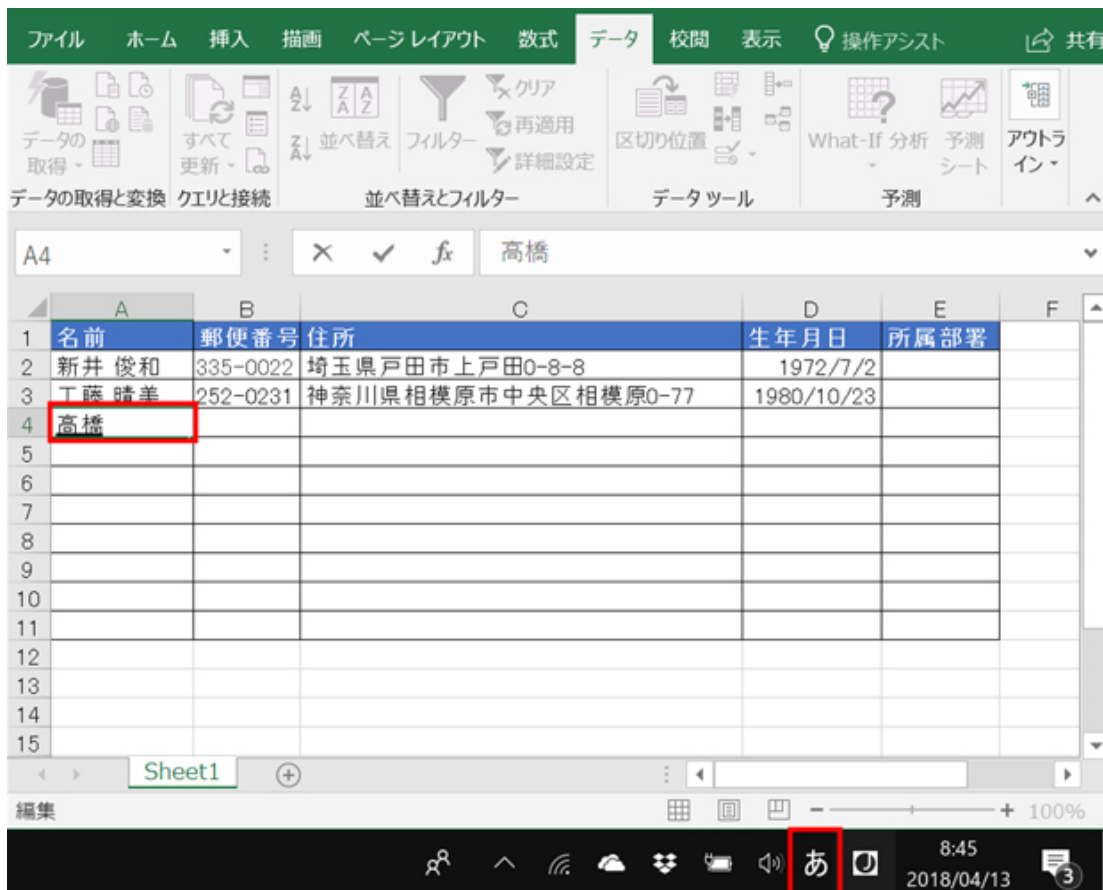 ファイル ホーム 挿入 描画 ページ レイアウト 数式 データ 校閲 表示 操作アシスト 共有
データの取得 すべて更新 並べ替え フィルター クリア 再適用 詳細設定 区切り位置 What-If 分析 予測シート アウトライン
データの取得と変換 クエリと接続 並べ替えとフィルター データ ツール 予測
A4 fx 高橋
A B C D E F
1 名前 郵便番号 住所 生年月日 所属部署
2 新井 俊和 335-0022 埼玉県戸田市上戸田0-8-8 1972/7/2
3 工藤 晴美 252-0231 神奈川県相模原市中央区相模原0-77 1980/10/23
4 高橋
5
6
7
8
9
10
11
12
13
14
15
Sheet1
編集 100%
あ 8:45
2018/04/13 3